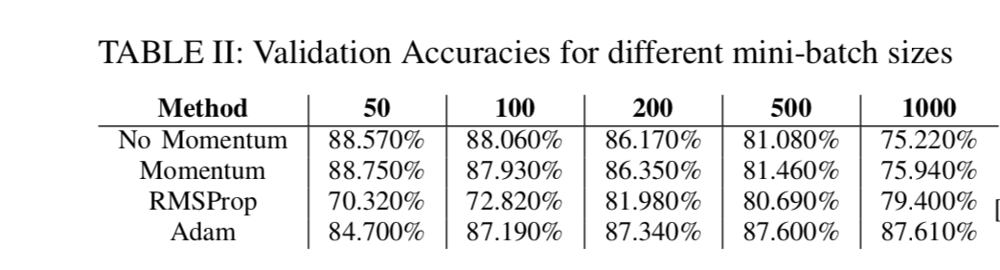 TABLE II: Validation Accuracies for different mini-batch sizes
Method 50 100 200 500 1000
No Momentum 88.570% 88.060% 86.170% 81.080% 75.220%
Momentum 88.750% 87.930% 86.350% 81.460% 75.940%
RMSProp 70.320% 72.820% 81.980% 80.690% 79.400%
Adam 84.700% 87.190% 87.340% 87.600% 87.610%
[